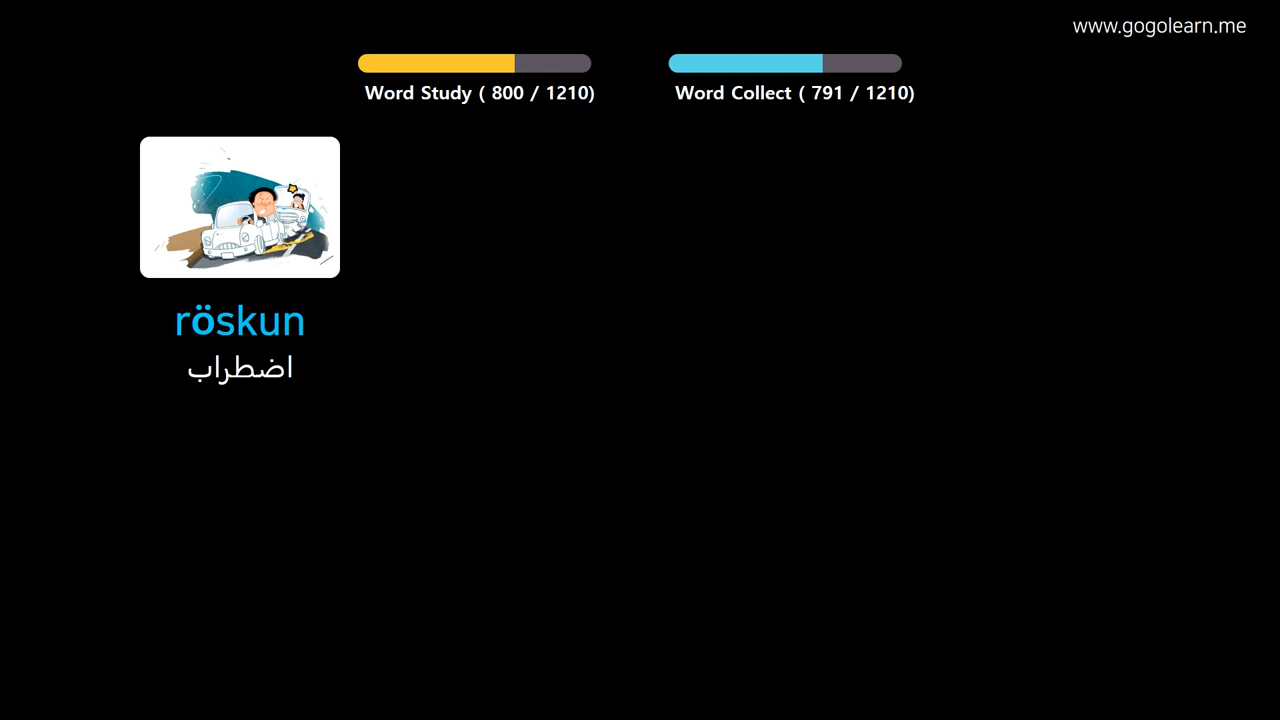 www.gogolearn.me
Word Study ( 800 / 1210)
Word Collect ( 791 / 1210)
röskun
اضطراب